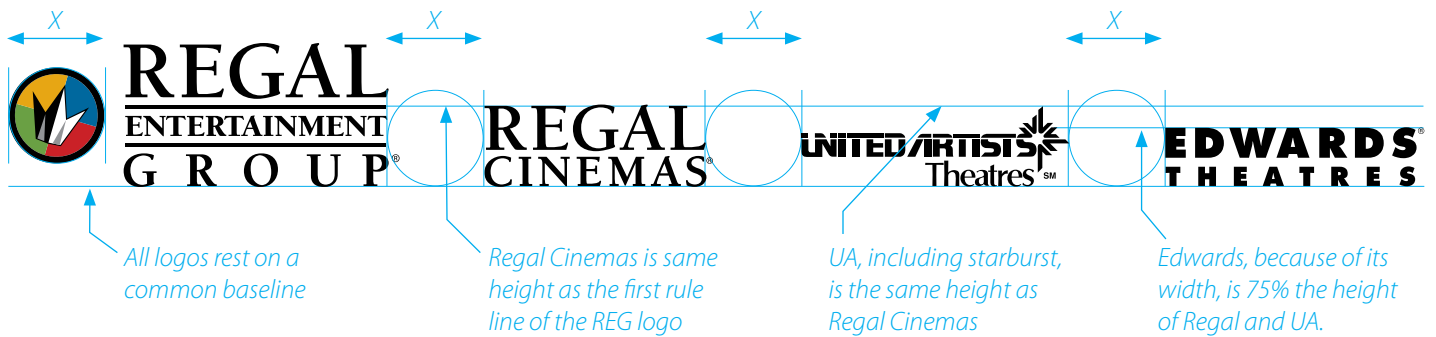 X
X
X
X
REGAL
ENTERTAINMENT
GROUP®
REGAL
CINEMAS®
UNITED ARTISTS
Theatres SM
EDWARDS®
THEATRES
All logos rest on a
common baseline
Regal Cinemas is same
height as the first rule
line of the REG logo
UA, including starburst,
is the same height as
Regal Cinemas
Edwards, because of its
width, is 75% the height
of Regal and UA.